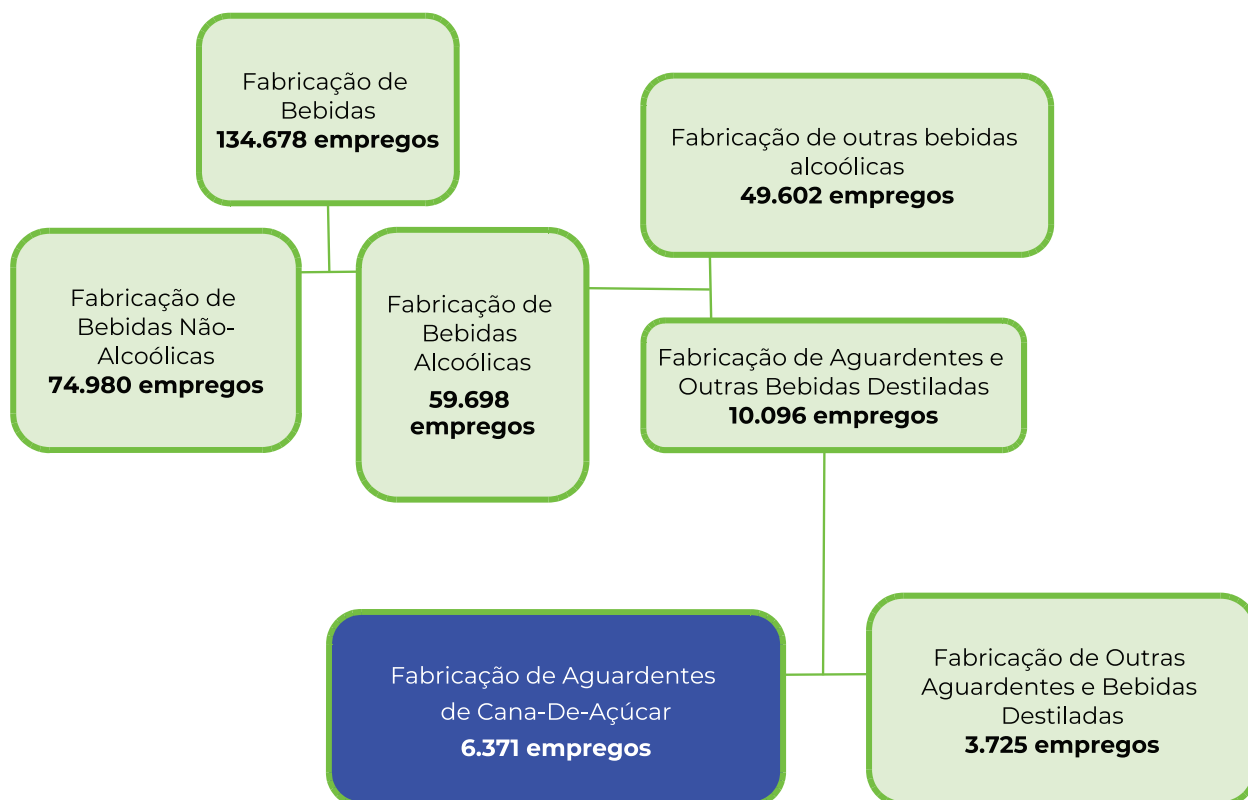 Fabricação de
Bebidas
134.678 empregos
Fabricação de outras bebidas
alcoólicas
49.602 empregos
Fabricação de
Bebidas Não-
Alcoólicas
74.980 empregos
Fabricação de
Bebidas
Alcoólicas
59.698
empregos
Fabricação de Aguardentes e
Outras Bebidas Destiladas
10.096 empregos
Fabricação de Aguardentes
de Cana-De-Açúcar
6.371 empregos
Fabricação de Outras
Aguardentes e Bebidas
Destiladas
3.725 empregos